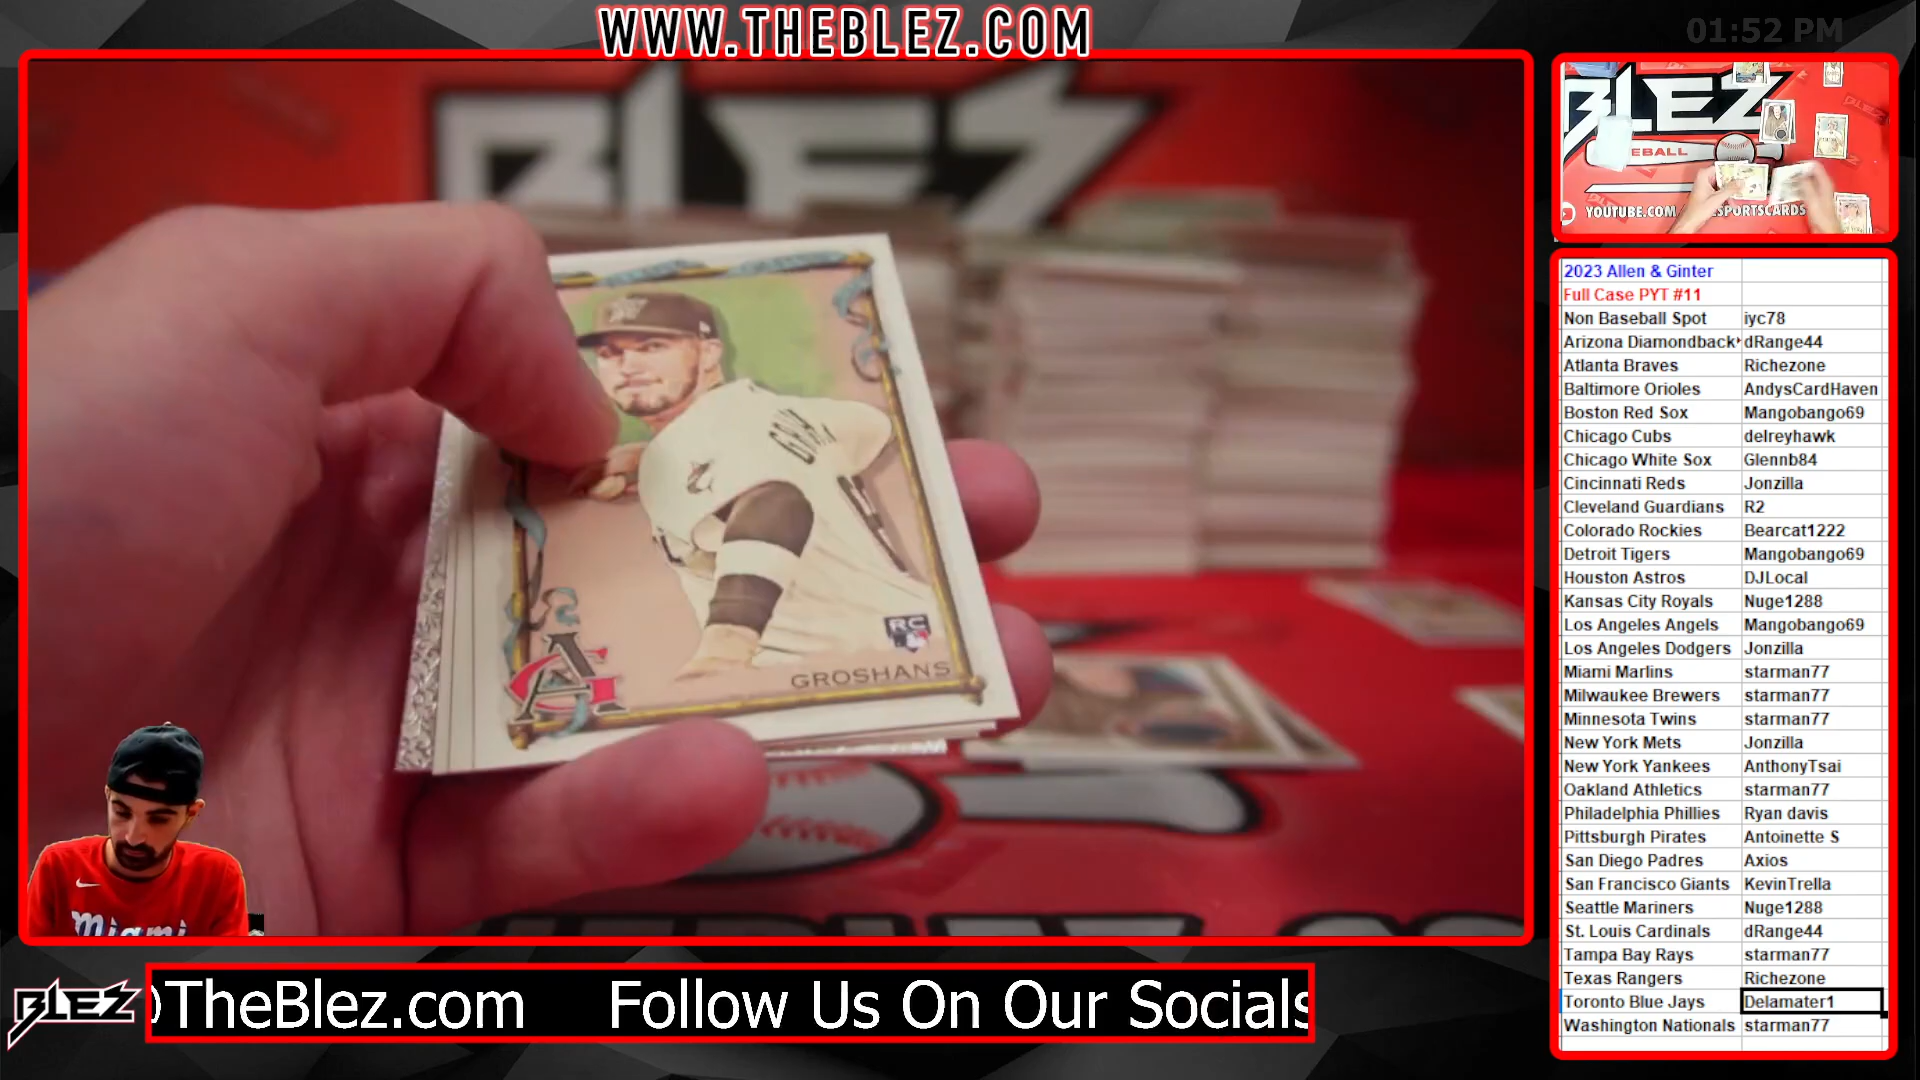 WWW.THEBLEZ.COM
01:52 PM
BLEZ
GROSHANS
RC
BLEZ
EBALL
YOUTUBE.COM
SPORTSCARDS
2023 Allen & Ginter
Full Case PYT #11
Non Baseball Spot iyc78
Arizona Diamondback dRange44
Atlanta Braves Richezone
Baltimore Orioles AndysCardHaven
Boston Red Sox Mangobango69
Chicago Cubs delreyhawk
Chicago White Sox Glennb84
Cincinnati Reds Jonzilla
Cleveland Guardians R2
Colorado Rockies Bearcat1222
Detroit Tigers Mangobango69
Houston Astros DJLocal
Kansas City Royals Nuge1288
Los Angeles Angels Mangobango69
Los Angeles Dodgers Jonzilla
Miami Marlins starman77
Milwaukee Brewers starman77
Minnesota Twins starman77
New York Mets Jonzilla
New York Yankees AnthonyTsai
Oakland Athletics starman77
Philadelphia Phillies Ryan davis
Pittsburgh Pirates Antoinette S
San Diego Padres Axios
San Francisco Giants KevinTrella
Seattle Mariners Nuge1288
St. Louis Cardinals dRange44
Tampa Bay Rays starman77
Texas Rangers Richezone
Toronto Blue Jays Delamater1
Washington Nationals starman77
Miami
BLEZ
@TheBlez.com Follow Us On Our Socials